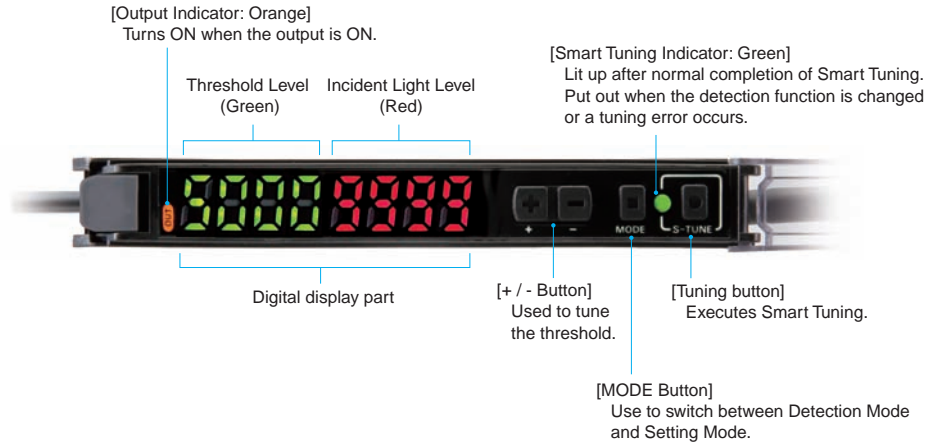 [Output Indicator: Orange]
Turns ON when the output is ON.
[Smart Tuning Indicator: Green]
Lit up after normal completion of Smart Tuning.
Put out when the detection function is changed
or a tuning error occurs.
Threshold Level
(Green)
Incident Light Level
(Red)
OUT
5000 9999
+ -
MODE
S-TUNE
Digital display part
[+ / - Button]
Used to tune
the threshold.
[Tuning button]
Executes Smart Tuning.
[MODE Button]
Use to switch between Detection Mode
and Setting Mode.